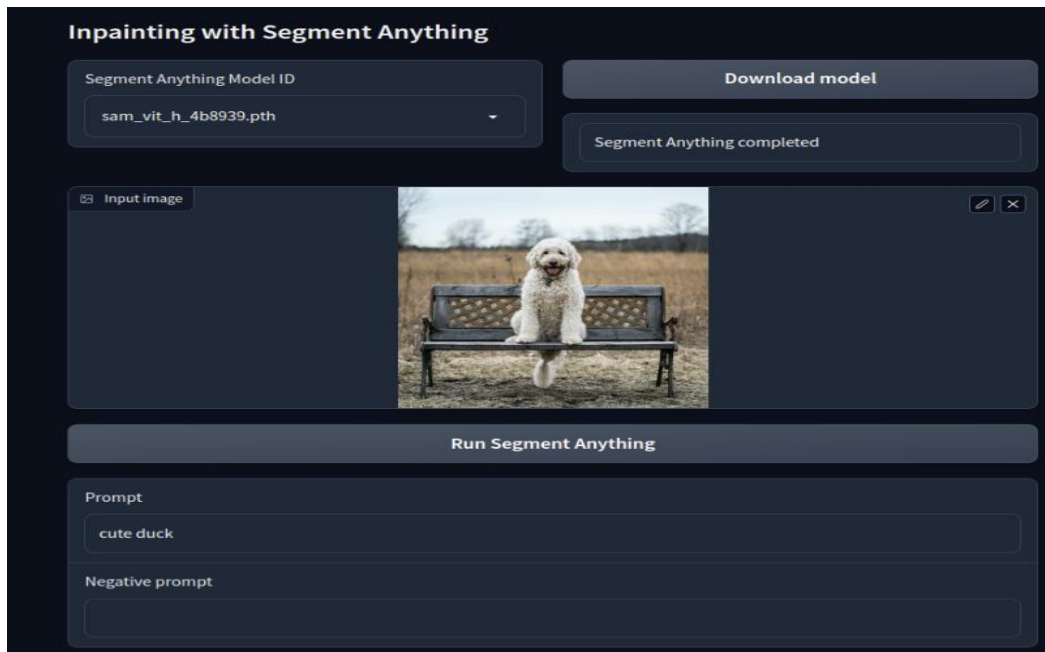 Inpainting with Segment Anything
Segment Anything Model ID
Download model
sam_vit_h_4b8939.pth
Segment Anything completed
Input image
Run Segment Anything
Prompt
cute duck
Negative prompt